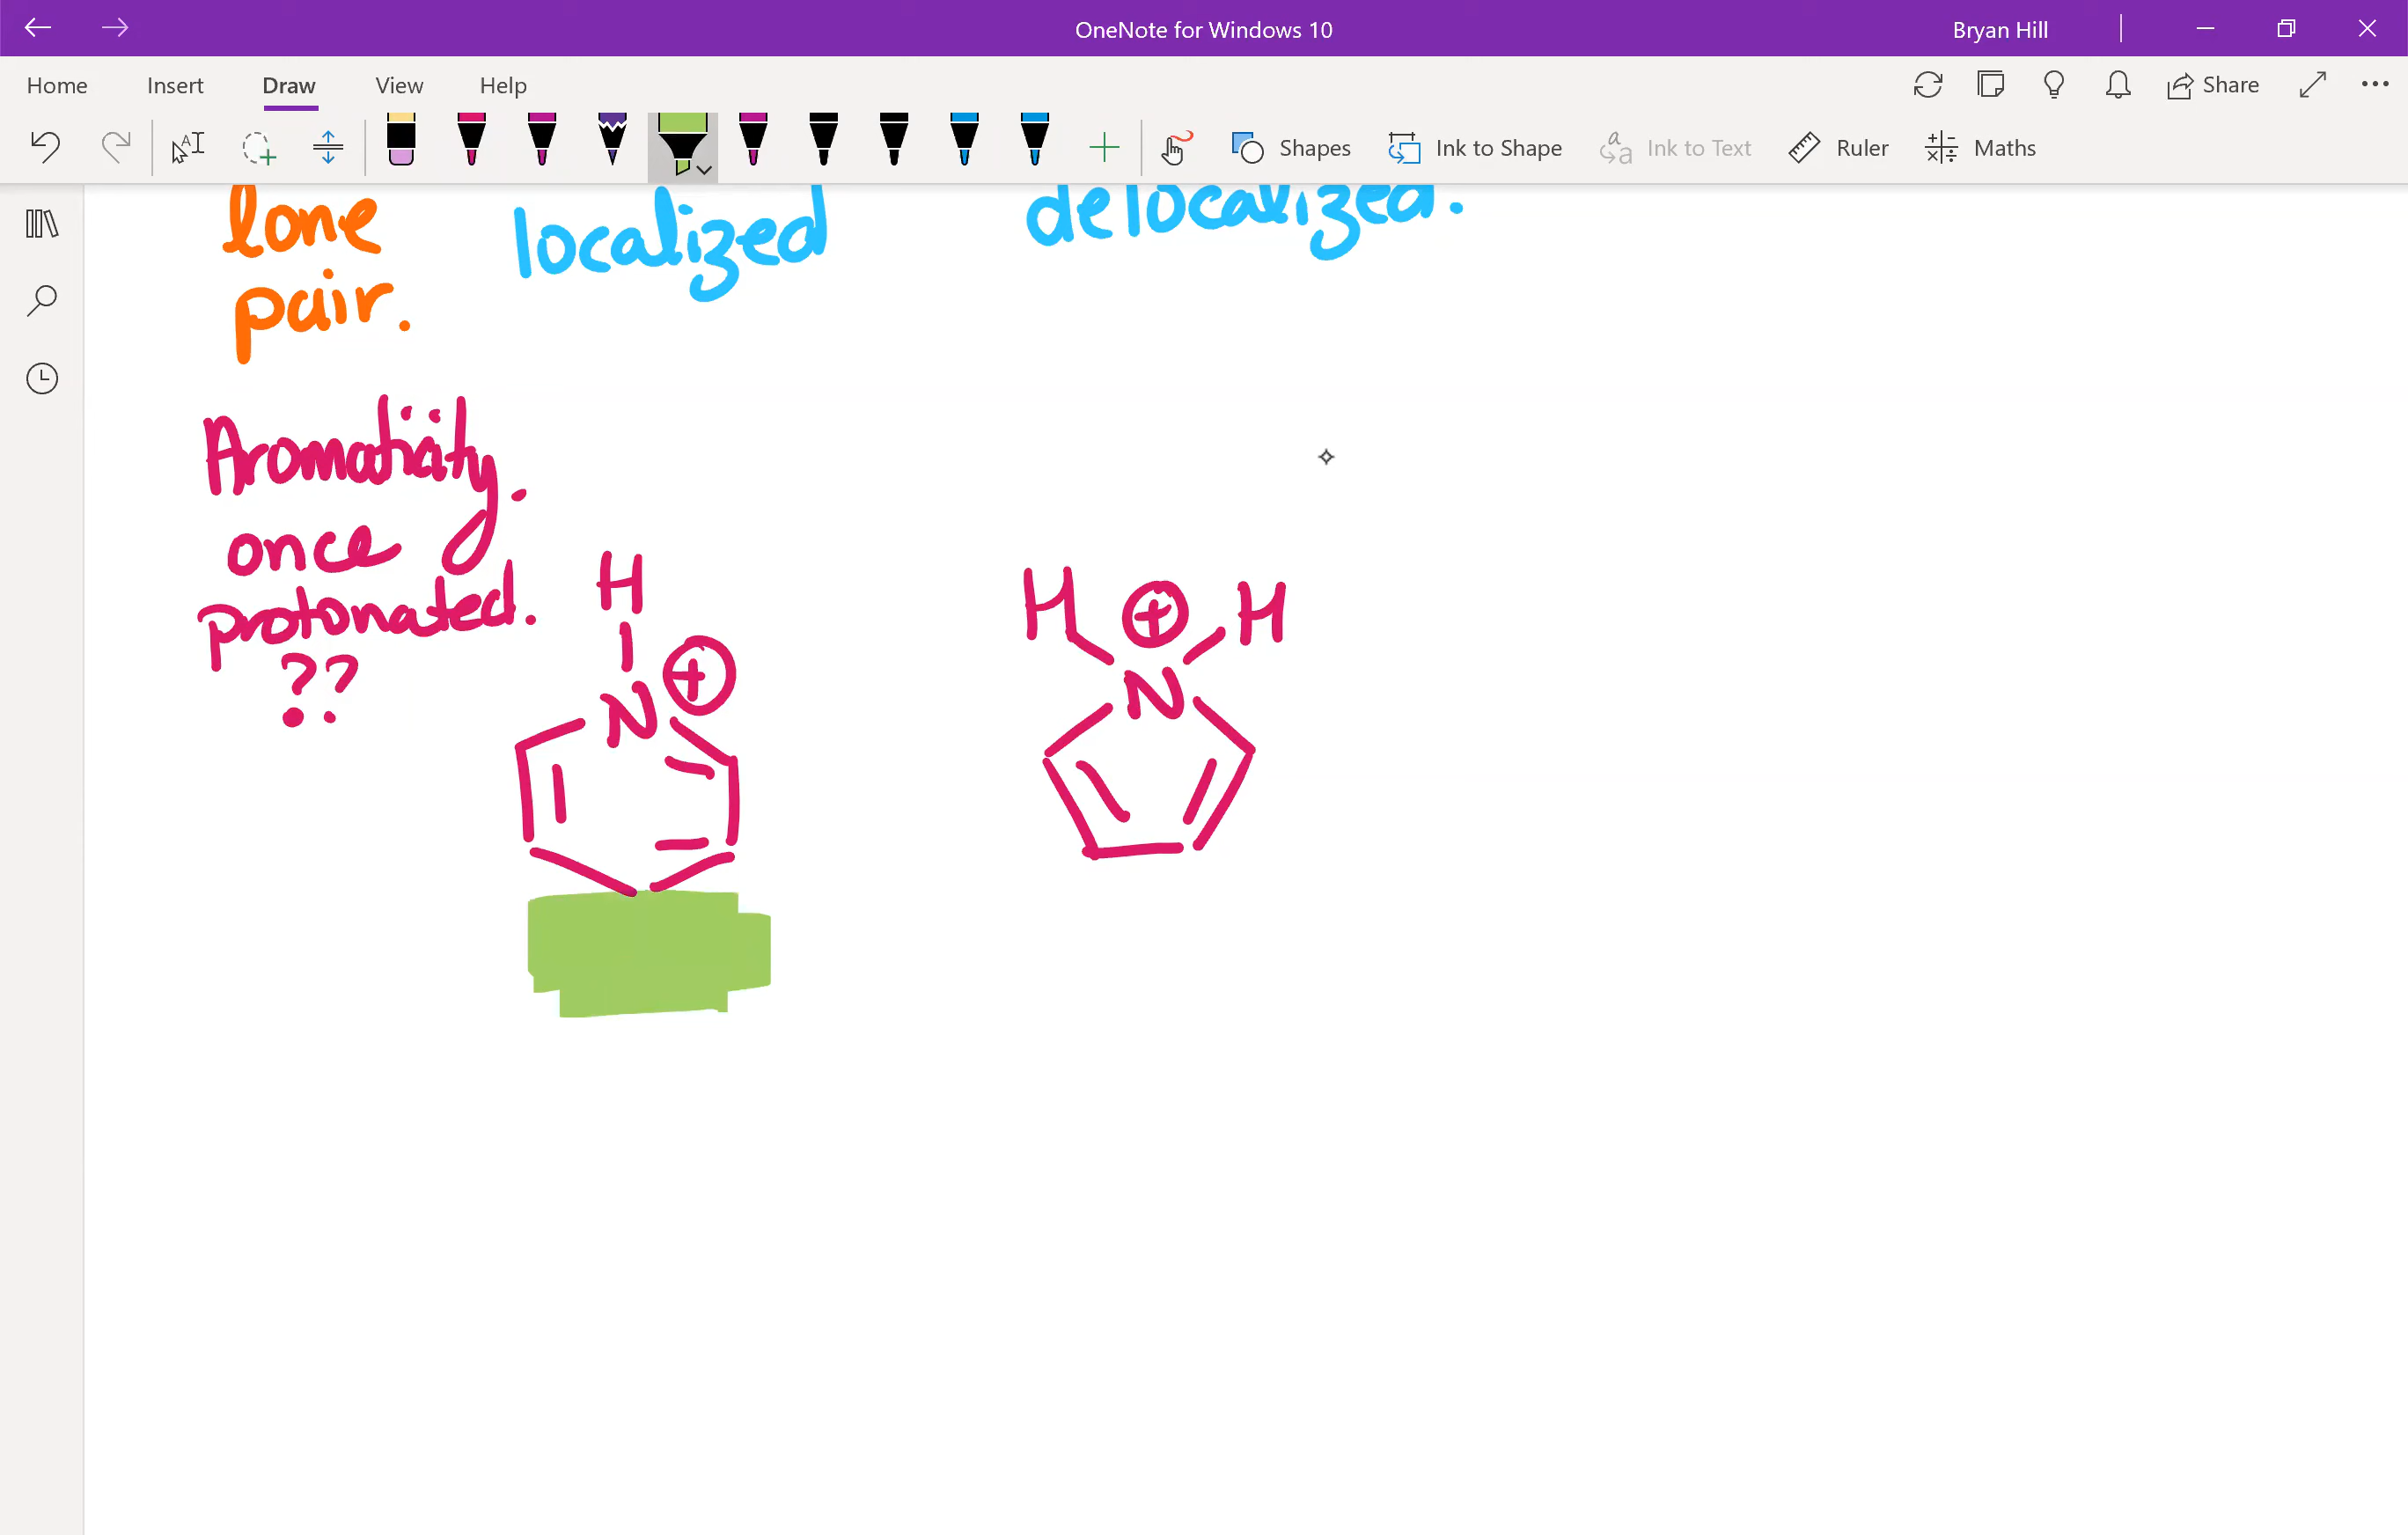 OneNote for Windows 10
Bryan Hill
Home Insert Draw View Help
Share
Shapes Ink to Shape Ink to Text Ruler Maths
lone localized delocalized.
pair.
Aromaticity.
once
protonated.
??
H
N +
H + H
N